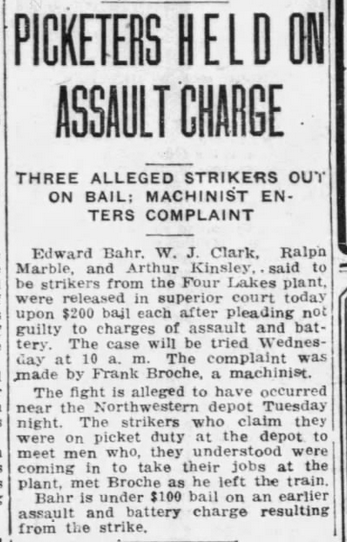 PICKETERS HELD ON
ASSAULT CHARGE
THREE ALLEGED STRIKERS OUT
ON BAIL; MACHINIST EN-
TERS COMPLAINT
Edward Bahr, W. J. Clark, Ralph
Marble, and Arthur Kinsley, said to
be strikers from the Four Lakes plant,
were released in superior court today
upon $200 bail each after pleading not
guilty to charges of assault and bat-
tery. The case will be tried Wednes-
day at 10 a. m. The complaint was
made by Frank Broche, a machinist.
The fight is alleged to have occurred
near the Northwestern depot Tuesday
night. The strikers who claim they
were on picket duty at the depot to
meet men who, they understood were
coming in to take their jobs at the
plant, met Broche as he left the train.
Bahr is under $100 bail on an earlier
assault and battery charge resulting
from the strike.